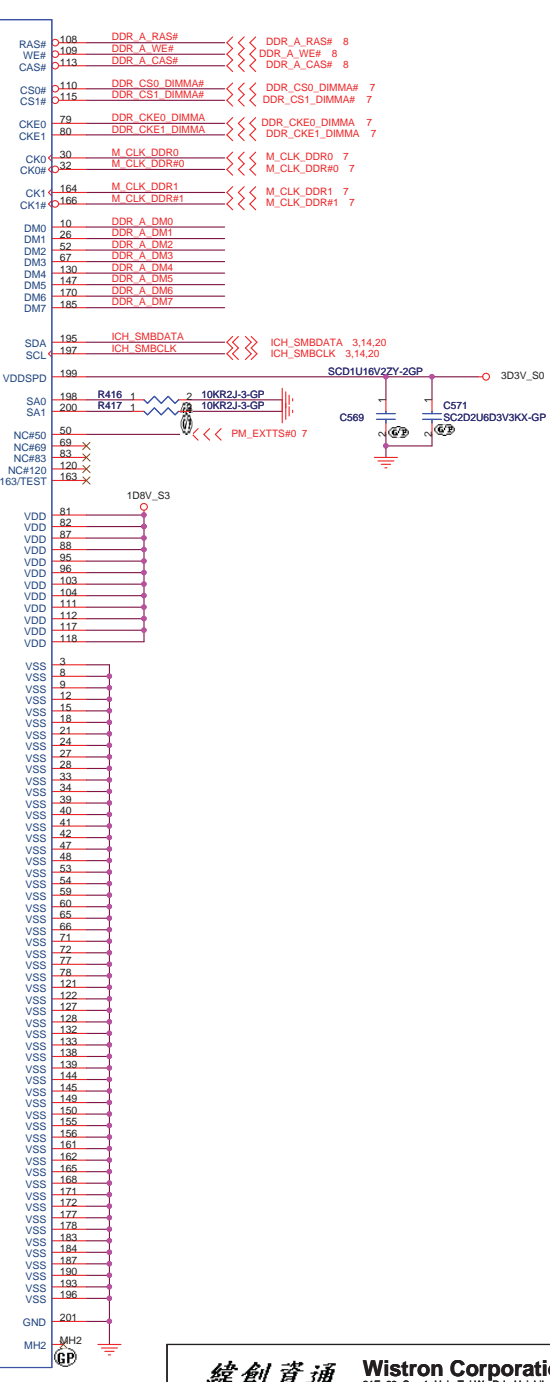 RAS# 108 DDR_A_RAS# DDR_A_RAS# 8
WE# 109 DDR_A_WE# DDR_A_WE# 8
CAS# 113 DDR_A_CAS# DDR_A_CAS# 8
CS0# 110 DDR_CS0_DIMMA# DDR_CS0_DIMMA# 7
CS1# 115 DDR_CS1_DIMMA# DDR_CS1_DIMMA# 7
CKE0 79 DDR_CKE0_DIMMA DDR_CKE0_DIMMA 7
CKE1 80 DDR_CKE1_DIMMA DDR_CKE1_DIMMA 7
CK0 30 M_CLK_DDR0 M_CLK_DDR0 7
CK0# 32 M_CLK_DDR#0 M_CLK_DDR#0 7
CK1 164 M_CLK_DDR1 M_CLK_DDR1 7
CK1# 166 M_CLK_DDR#1 M_CLK_DDR#1 7
DM0 10 DDR_A_DM0
DM1 26 DDR_A_DM1
DM2 52 DDR_A_DM2
DM3 67 DDR_A_DM3
DM4 130 DDR_A_DM4
DM5 147 DDR_A_DM5
DM6 170 DDR_A_DM6
DM7 185 DDR_A_DM7
SDA 195 ICH_SMBDATA ICH_SMBDATA 3,14,20
SCL 197 ICH_SMBCLK ICH_SMBCLK 3,14,20
VDDSPD 199 SCD1U16V2ZY-2GP 3D3V_S0
SA0 198 R416 1 2 10KR2J-3-GP
SA1 200 R417 1 10KR2J-3-GP
C569 1 2 GP
C571 1 2 GP
SC2D2U6D3V3KX-GP
NC#50 50 PM_EXTTS#0 7
NC#69 69
NC#83 83
NC#120 120
163/TEST 163
1D8V_S3
VDD 81
VDD 82
VDD 87
VDD 88
VDD 95
VDD 96
VDD 103
VDD 104
VDD 111
VDD 112
VDD 117
VDD 118
VSS 3
VSS 8
VSS 9
VSS 12
VSS 15
VSS 18
VSS 21
VSS 24
VSS 27
VSS 28
VSS 33
VSS 34
VSS 39
VSS 40
VSS 41
VSS 42
VSS 47
VSS 48
VSS 53
VSS 54
VSS 59
VSS 60
VSS 65
VSS 66
VSS 71
VSS 72
VSS 77
VSS 78
VSS 121
VSS 122
VSS 127
VSS 128
VSS 132
VSS 133
VSS 138
VSS 139
VSS 144
VSS 145
VSS 149
VSS 150
VSS 155
VSS 156
VSS 161
VSS 162
VSS 165
VSS 168
VSS 171
VSS 172
VSS 177
VSS 178
VSS 183
VSS 184
VSS 187
VSS 190
VSS 193
VSS 196
GND 201
MH2 MH2
GP
緯創資通 Wistron Corporatio